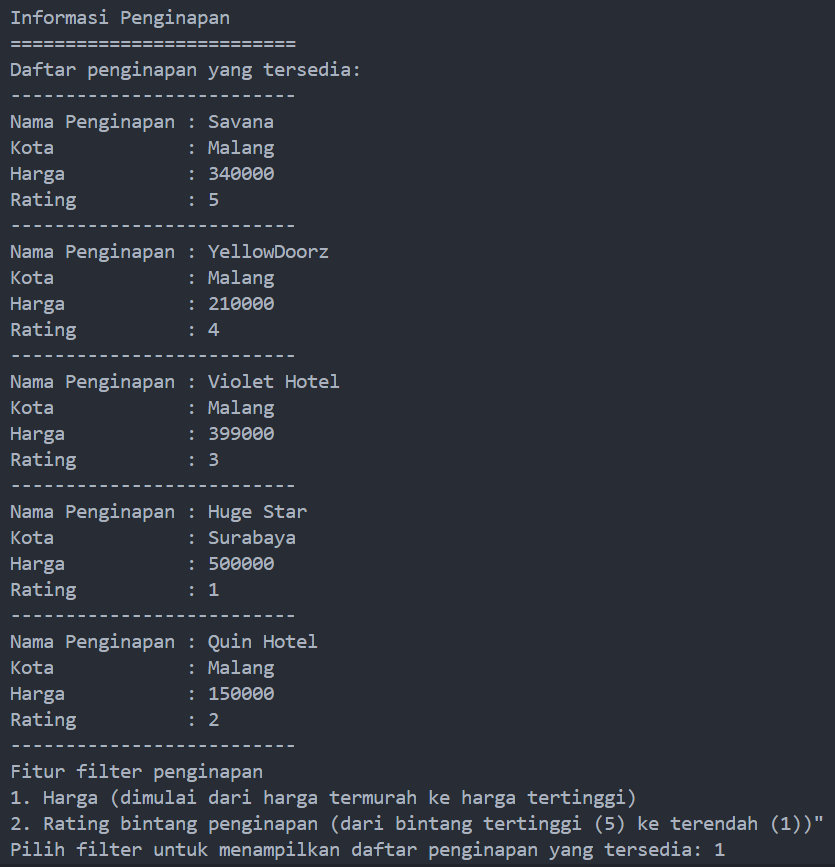 Informasi Penginapan
==========================
Daftar penginapan yang tersedia:
--------------------------
Nama Penginapan : Savana
Kota            : Malang
Harga           : 340000
Rating          : 5
--------------------------
Nama Penginapan : YellowDoorz
Kota            : Malang
Harga           : 210000
Rating          : 4
--------------------------
Nama Penginapan : Violet Hotel
Kota            : Malang
Harga           : 399000
Rating          : 3
--------------------------
Nama Penginapan : Huge Star
Kota            : Surabaya
Harga           : 500000
Rating          : 1
--------------------------
Nama Penginapan : Quin Hotel
Kota            : Malang
Harga           : 150000
Rating          : 2
--------------------------
Fitur filter penginapan
1. Harga (dimulai dari harga termurah ke harga tertinggi)
2. Rating bintang penginapan (dari bintang tertinggi (5) ke terendah (1))"
Pilih filter untuk menampilkan daftar penginapan yang tersedia: 1